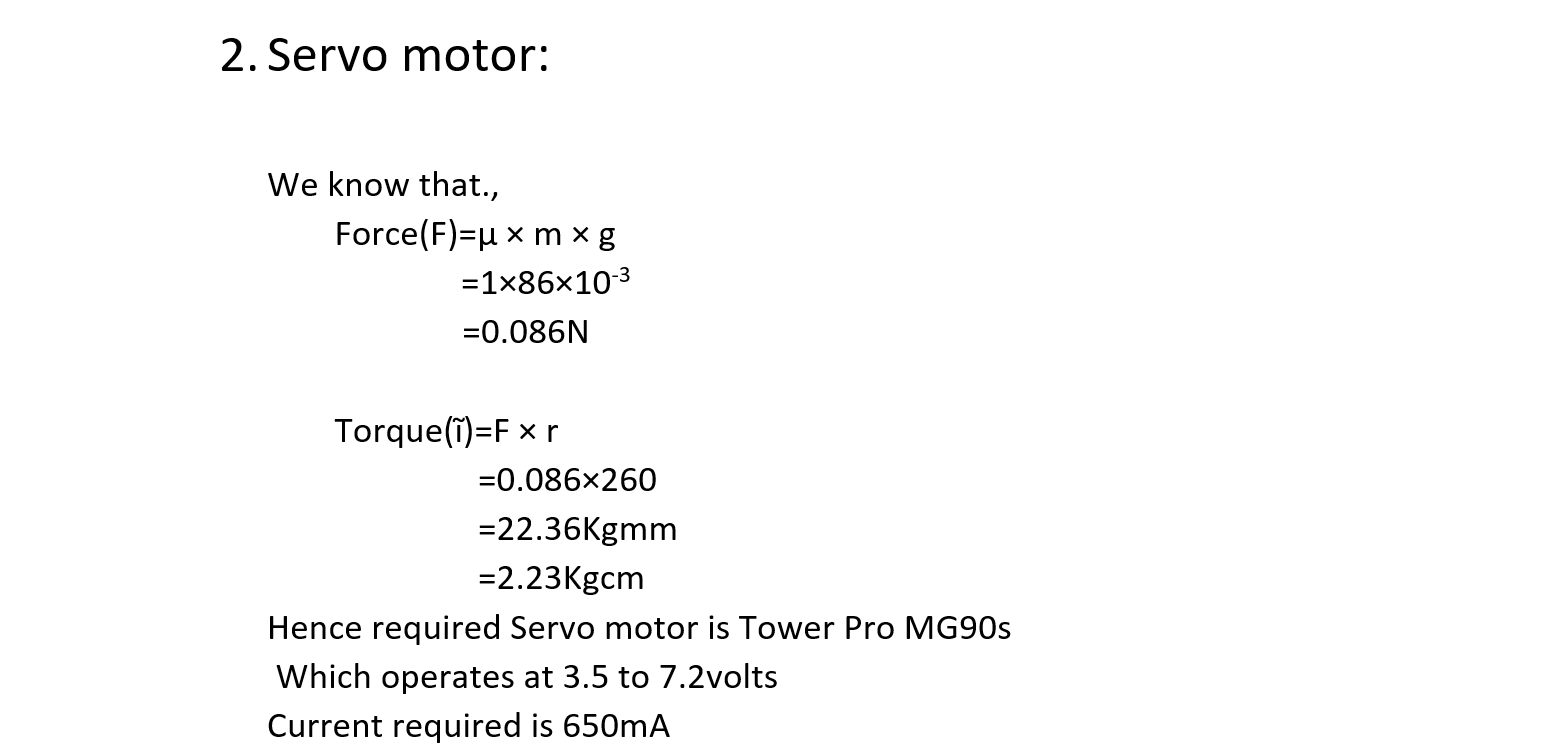 2. Servo motor:
We know that.,
Force(F)=μ × m × g
=1×86×10⁻³
=0.086N
Torque(ĩ)=F × r
=0.086×260
=22.36Kgmm
=2.23Kgcm
Hence required Servo motor is Tower Pro MG90s
Which operates at 3.5 to 7.2volts
Current required is 650mA